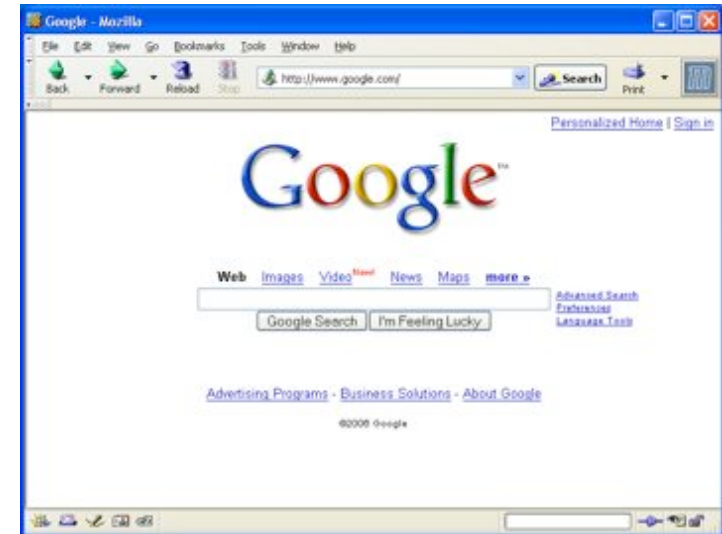 Google - Mozilla
File Edit View Go Bookmarks Tools Window Help
Back Forward Reload Stop http://www.google.com/ Search Print
Personalized Home | Sign in
Google™
Web Images Video New! News Maps more »
Advanced Search
Preferences
Language Tools
Google Search I'm Feeling Lucky
Advertising Programs - Business Solutions - About Google
©2006 Google